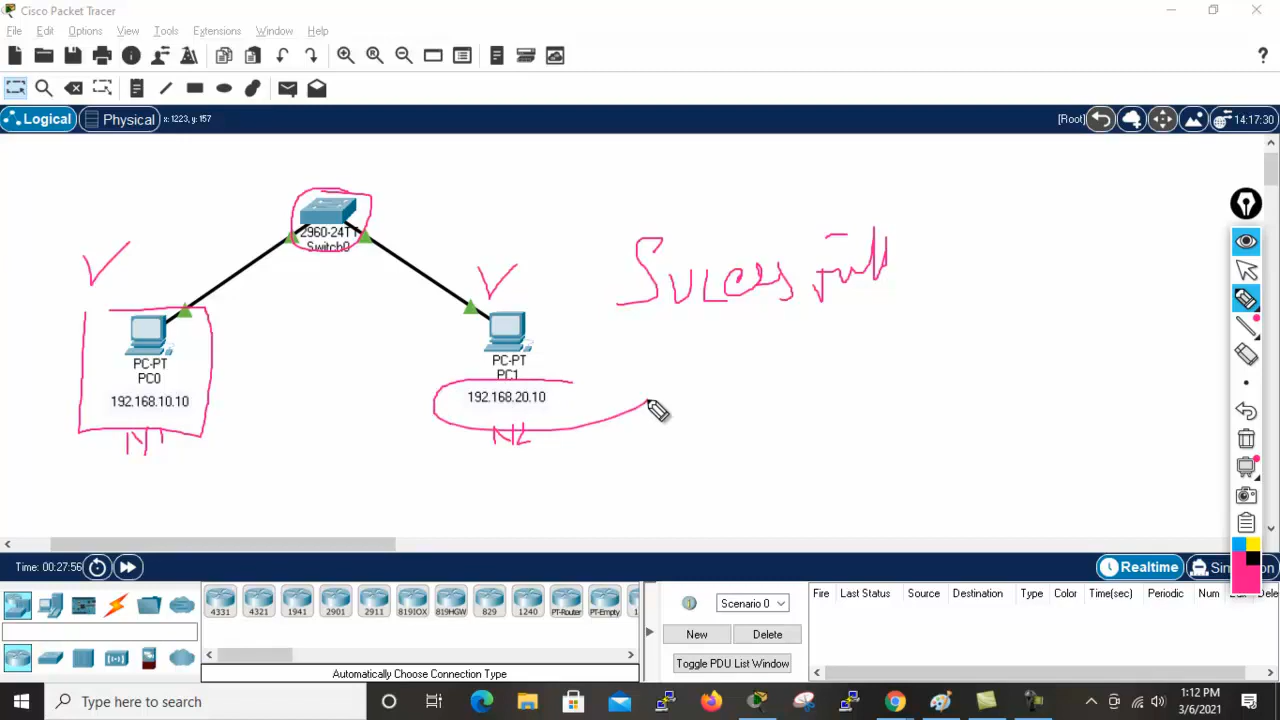 Cisco Packet Tracer
File Edit Options View Tools Extensions Window Help
Logical Physical x:1223, y:157 [Root] 14:17:30
2960-24TT
Switch0
V V
PC-PT
PC0
192.168.10.10
N1
PC-PT
PC1
192.168.20.10
N2
Time: 00:27:56 Realtime
4331 4321 1941 2901 2911 819IOX 819HGW 829 1240 PT-Router PT-Empty
Automatically Choose Connection Type
Scenario 0
New Delete
Toggle PDU List Window
Fire Last Status Source Destination Type Color Time(sec) Periodic Num Edit Dele
Type here to search
1:12 PM
3/6/2021